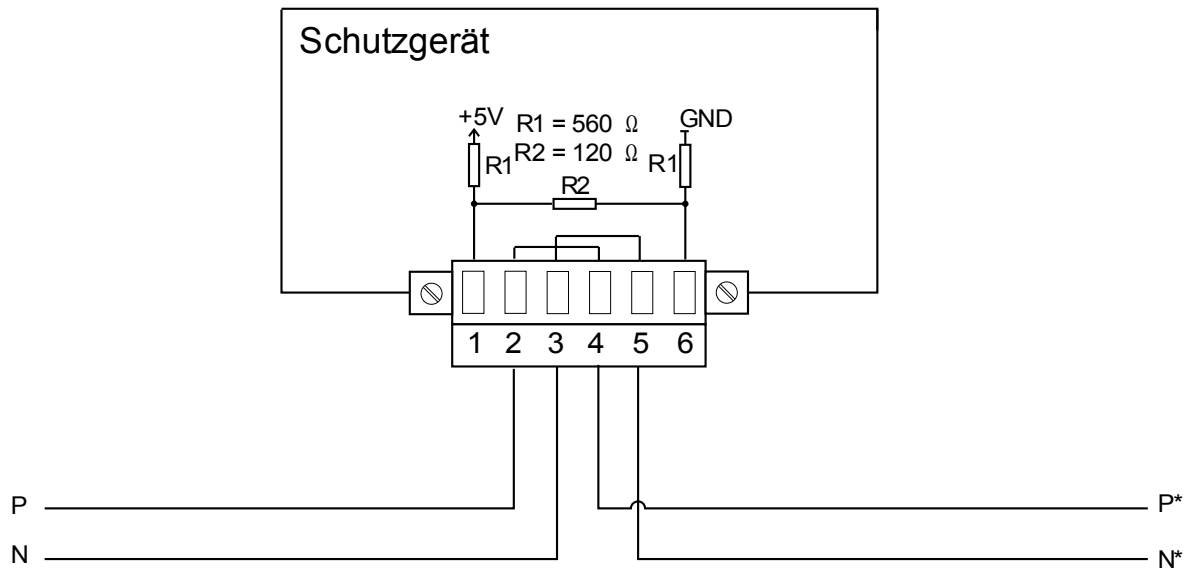 Schutzgerät
+5V R1 = 560 Ω GND
R1 R2 = 120 Ω R1
R2
1 2 3 4 5 6
P P*
N N*